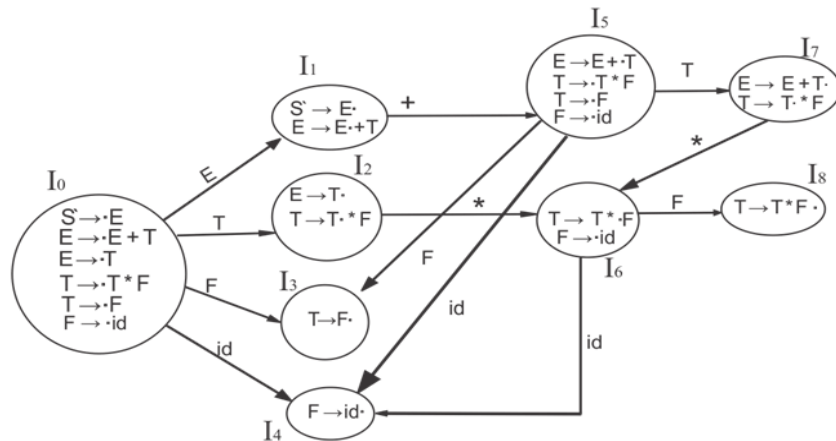 I0
S` → ·E
E → ·E + T
E → ·T
T → ·T * F
T → ·F
F → ·id
E
T
F
id
I1
S` → E·
E → E· + T
+
I2
E → T·
T → T· * F
*
I3
T → F·
I4
F → id·
I5
E → E + ·T
T → ·T * F
T → ·F
F → ·id
T
F
id
I7
E → E + T·
T → T· * F
*
T → T * ·F
F → ·id
I6
F
id
I8
T → T * F ·